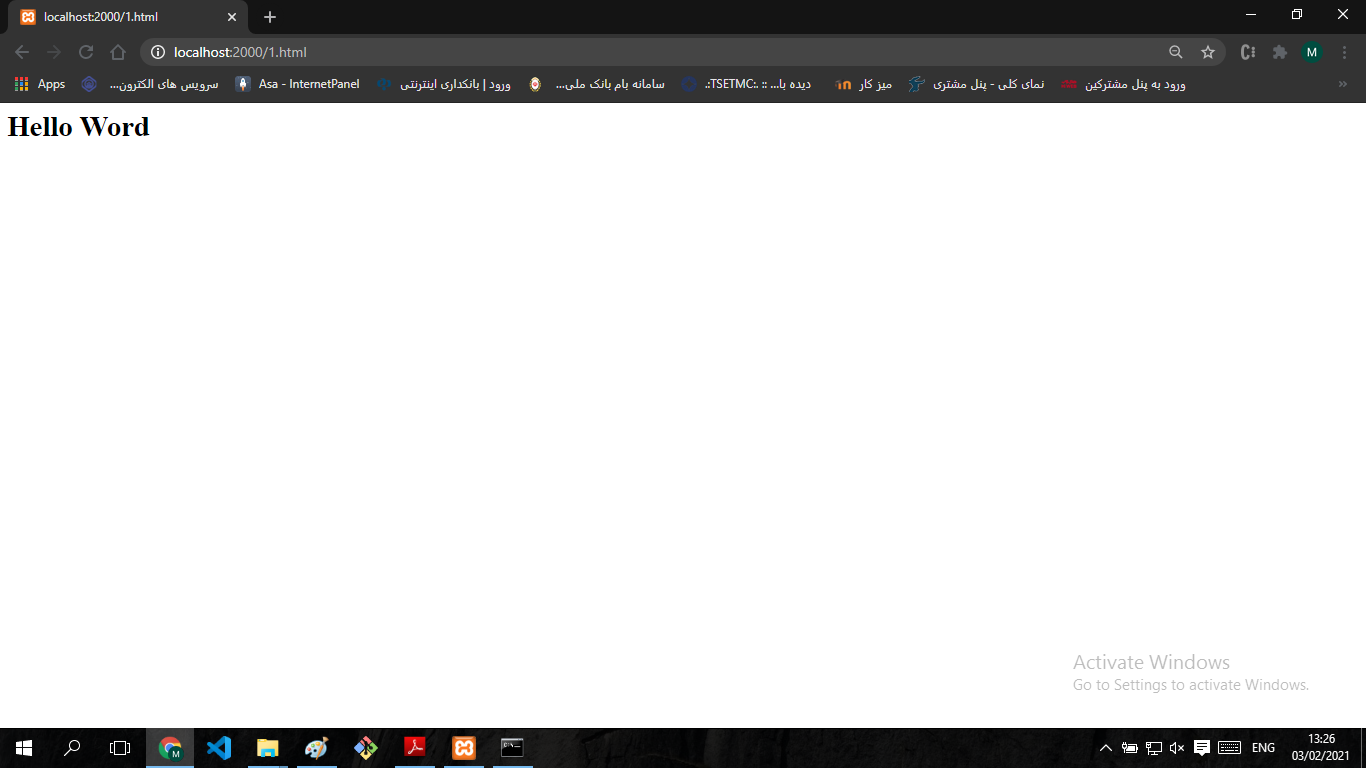 localhost:2000/1.html
localhost:2000/1.html
M
Apps
سرویس های الکترون...
Asa - InternetPanel
ورود | بانکداری اینترنتی
سامانه بام بانک ملی...
دیده با... :: .:TSETMC:.
میز کار
نمای کلی - پنل مشتری
ورود به پنل مشترکین
»
Hello Word
Activate Windows
Go to Settings to activate Windows.
M
ENG
13:26
03/02/2021